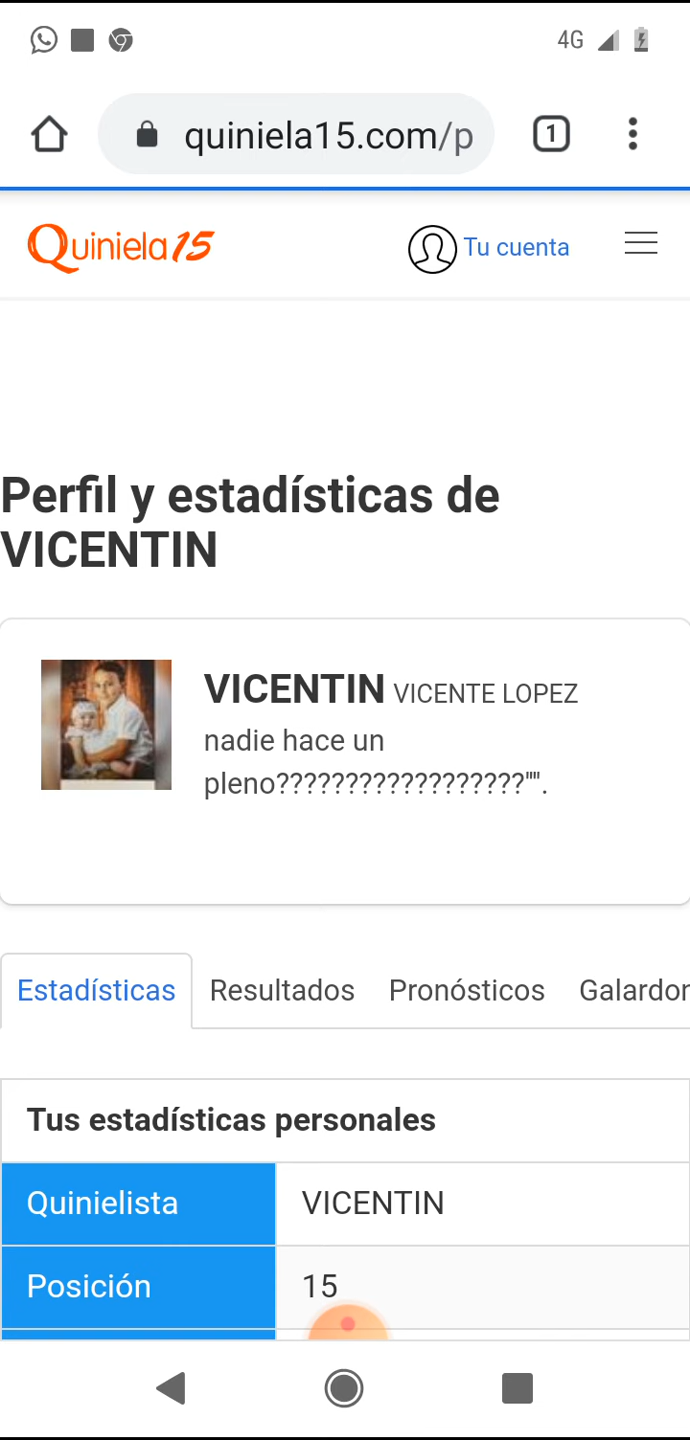 4G
quiniela15.com/p
1
Quiniela15
Tu cuenta
Perfil y estadísticas de
VICENTIN
VICENTIN VICENTE LOPEZ
nadie hace un
pleno??????????????????"".
Estadísticas Resultados Pronósticos Galardon
Tus estadísticas personales
Quinielista VICENTIN
Posición 15